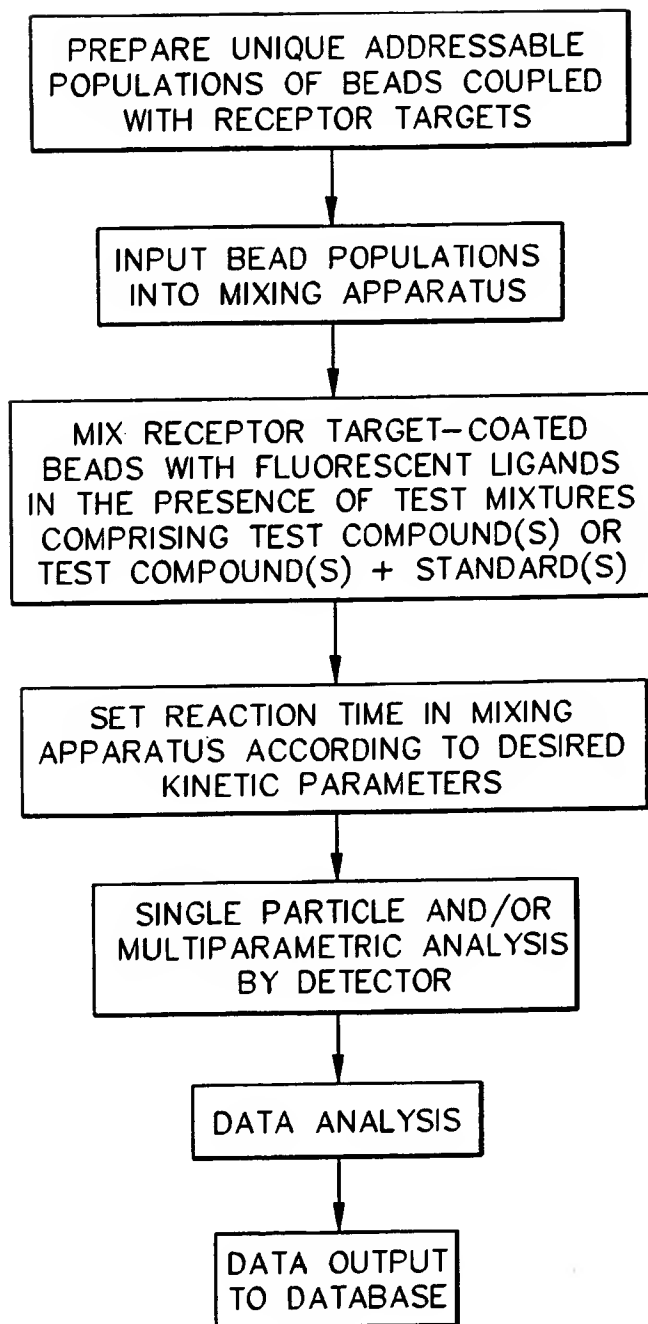 PREPARE UNIQUE ADDRESSABLE
POPULATIONS OF BEADS COUPLED
WITH RECEPTOR TARGETS
INPUT BEAD POPULATIONS
INTO MIXING APPARATUS
MIX RECEPTOR TARGET-COATED
BEADS WITH FLUORESCENT LIGANDS
IN THE PRESENCE OF TEST MIXTURES
COMPRISING TEST COMPOUND(S) OR
TEST COMPOUND(S) + STANDARD(S)
SET REACTION TIME IN MIXING
APPARATUS ACCORDING TO DESIRED
KINETIC PARAMETERS
SINGLE PARTICLE AND/OR
MULTIPARAMETRIC ANALYSIS
BY DETECTOR
DATA ANALYSIS
DATA OUTPUT
TO DATABASE